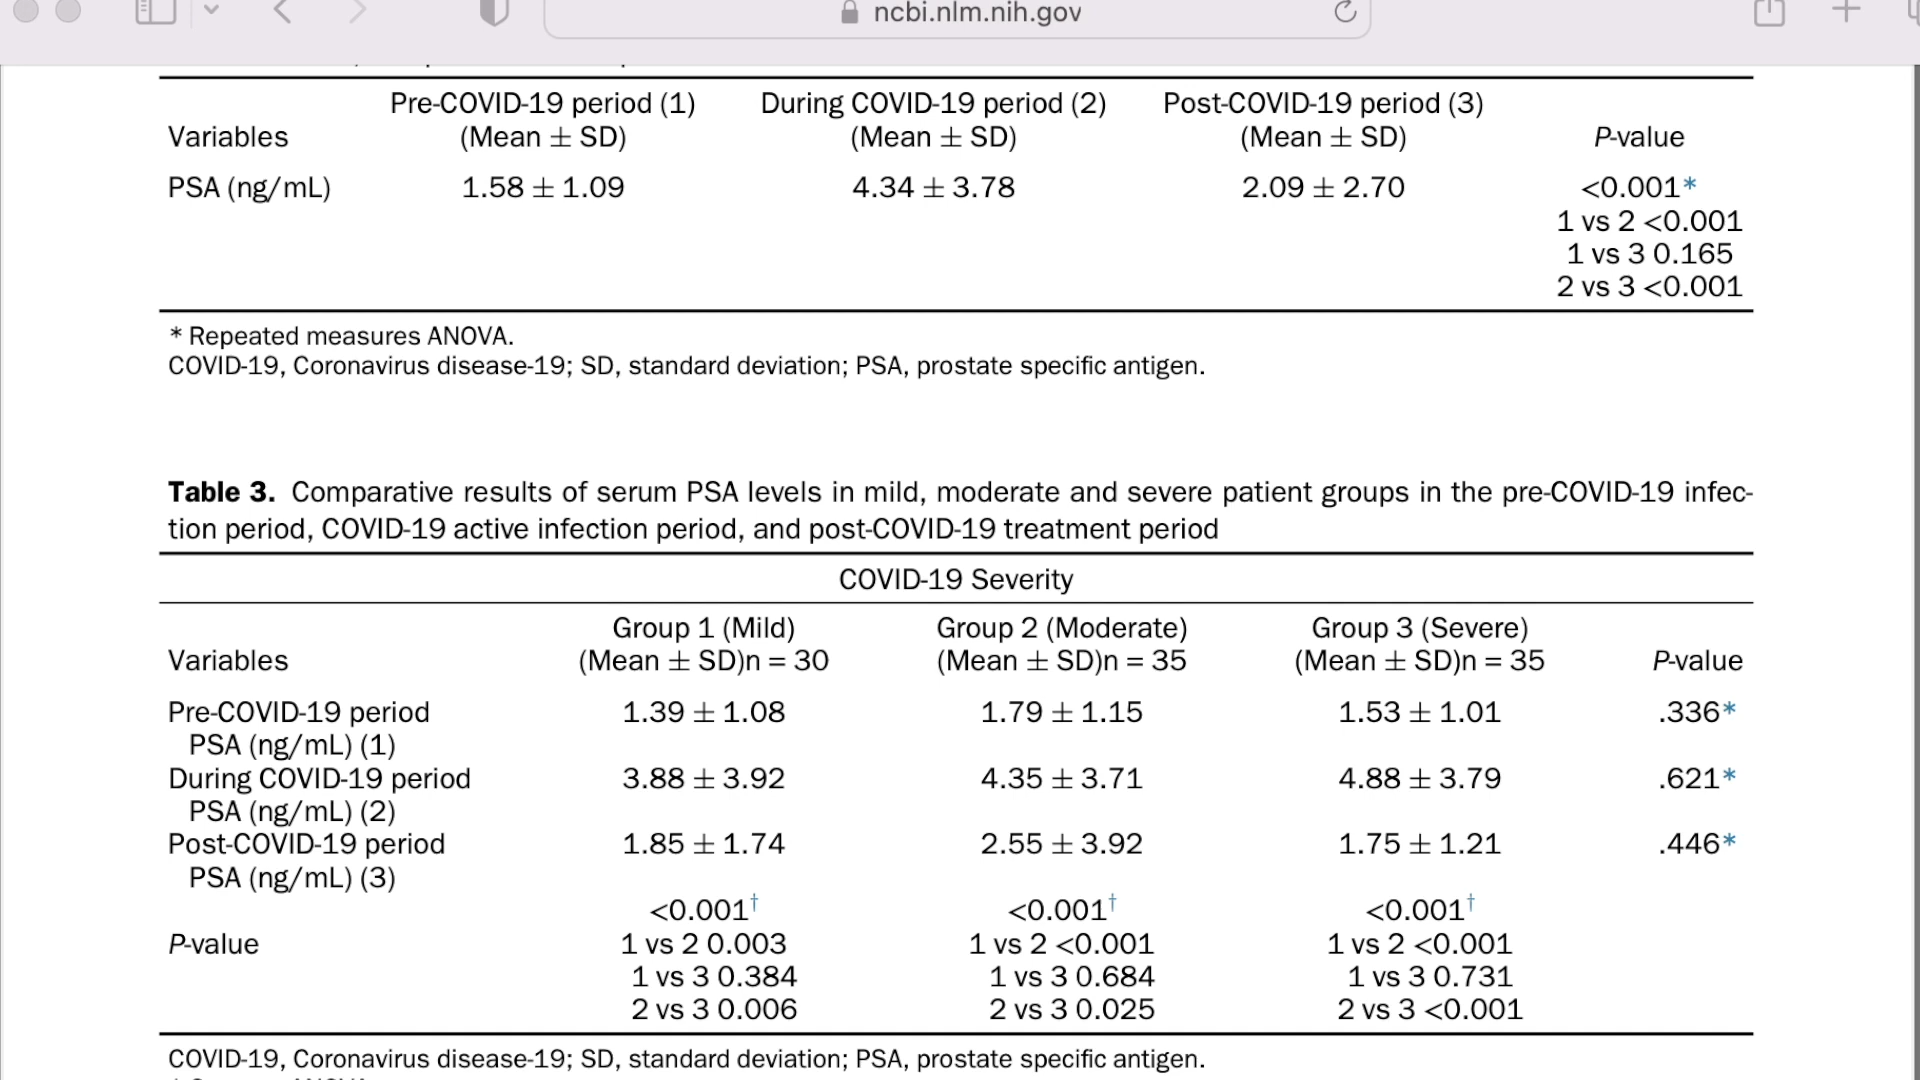 ncbi.nlm.nih.gov
Pre-COVID-19 period (1) During COVID-19 period (2) Post-COVID-19 period (3)
Variables (Mean ± SD) (Mean ± SD) (Mean ± SD) P-value
PSA (ng/mL) 1.58 ± 1.09 4.34 ± 3.78 2.09 ± 2.70 <0.001*
1 vs 2 <0.001
1 vs 3 0.165
2 vs 3 <0.001
* Repeated measures ANOVA.
COVID-19, Coronavirus disease-19; SD, standard deviation; PSA, prostate specific antigen.
Table 3. Comparative results of serum PSA levels in mild, moderate and severe patient groups in the pre-COVID-19 infec-
tion period, COVID-19 active infection period, and post-COVID-19 treatment period
COVID-19 Severity
Group 1 (Mild) Group 2 (Moderate) Group 3 (Severe)
Variables (Mean ± SD)n = 30 (Mean ± SD)n = 35 (Mean ± SD)n = 35 P-value
Pre-COVID-19 period 1.39 ± 1.08 1.79 ± 1.15 1.53 ± 1.01 .336*
PSA (ng/mL) (1)
During COVID-19 period 3.88 ± 3.92 4.35 ± 3.71 4.88 ± 3.79 .621*
PSA (ng/mL) (2)
Post-COVID-19 period 1.85 ± 1.74 2.55 ± 3.92 1.75 ± 1.21 .446*
PSA (ng/mL) (3)
<0.001† <0.001† <0.001†
P-value 1 vs 2 0.003 1 vs 2 <0.001 1 vs 2 <0.001
1 vs 3 0.384 1 vs 3 0.684 1 vs 3 0.731
2 vs 3 0.006 2 vs 3 0.025 2 vs 3 <0.001
COVID-19, Coronavirus disease-19; SD, standard deviation; PSA, prostate specific antigen.